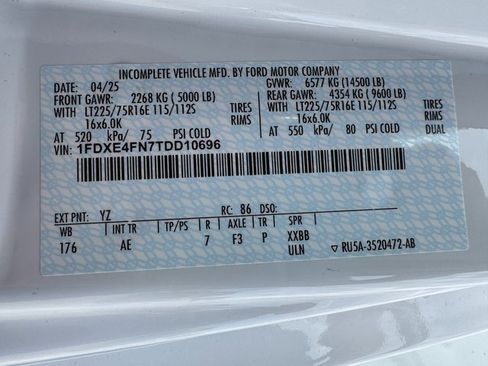 INCOMPLETE VEHICLE MFD. BY FORD MOTOR COMPANY
DATE: 04/25 GVWR: 6577 KG (14500 LB)
FRONT GAWR: 2268 KG ( 5000 LB) REAR GAWR: 4354 KG ( 9600 LB)
WITH LT225/75R16E 115/112S TIRES WITH LT225/75R16E 115/112S TIRES
16x6.0K RIMS 16x6.0K RIMS
AT 520 kPa/ 75 PSI COLD AT 550 kPa/ 80 PSI COLD DUAL
VIN: 1FDXE4FN7TDD10696
EXT PNT: YZ RC: 86 DSO:
WB INT TR TP/PS R AXLE TR SPR
176 AE 7 F3 P XXBB
ULN ▽ RU5A-3520472-AB